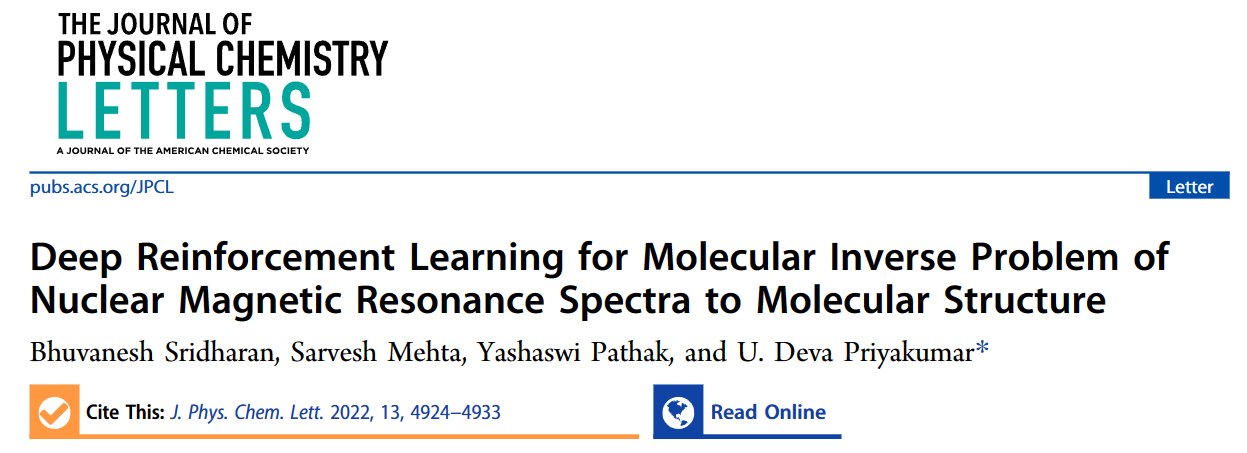 THE JOURNAL OF
PHYSICAL CHEMISTRY
LETTERS
A JOURNAL OF THE AMERICAN CHEMICAL SOCIETY
pubs.acs.org/JPCL
Letter
Deep Reinforcement Learning for Molecular Inverse Problem of
Nuclear Magnetic Resonance Spectra to Molecular Structure
Bhuvanesh Sridharan, Sarvesh Mehta, Yashaswi Pathak, and U. Deva Priyakumar*
Cite This: J. Phys. Chem. Lett. 2022, 13, 4924−4933
Read Online